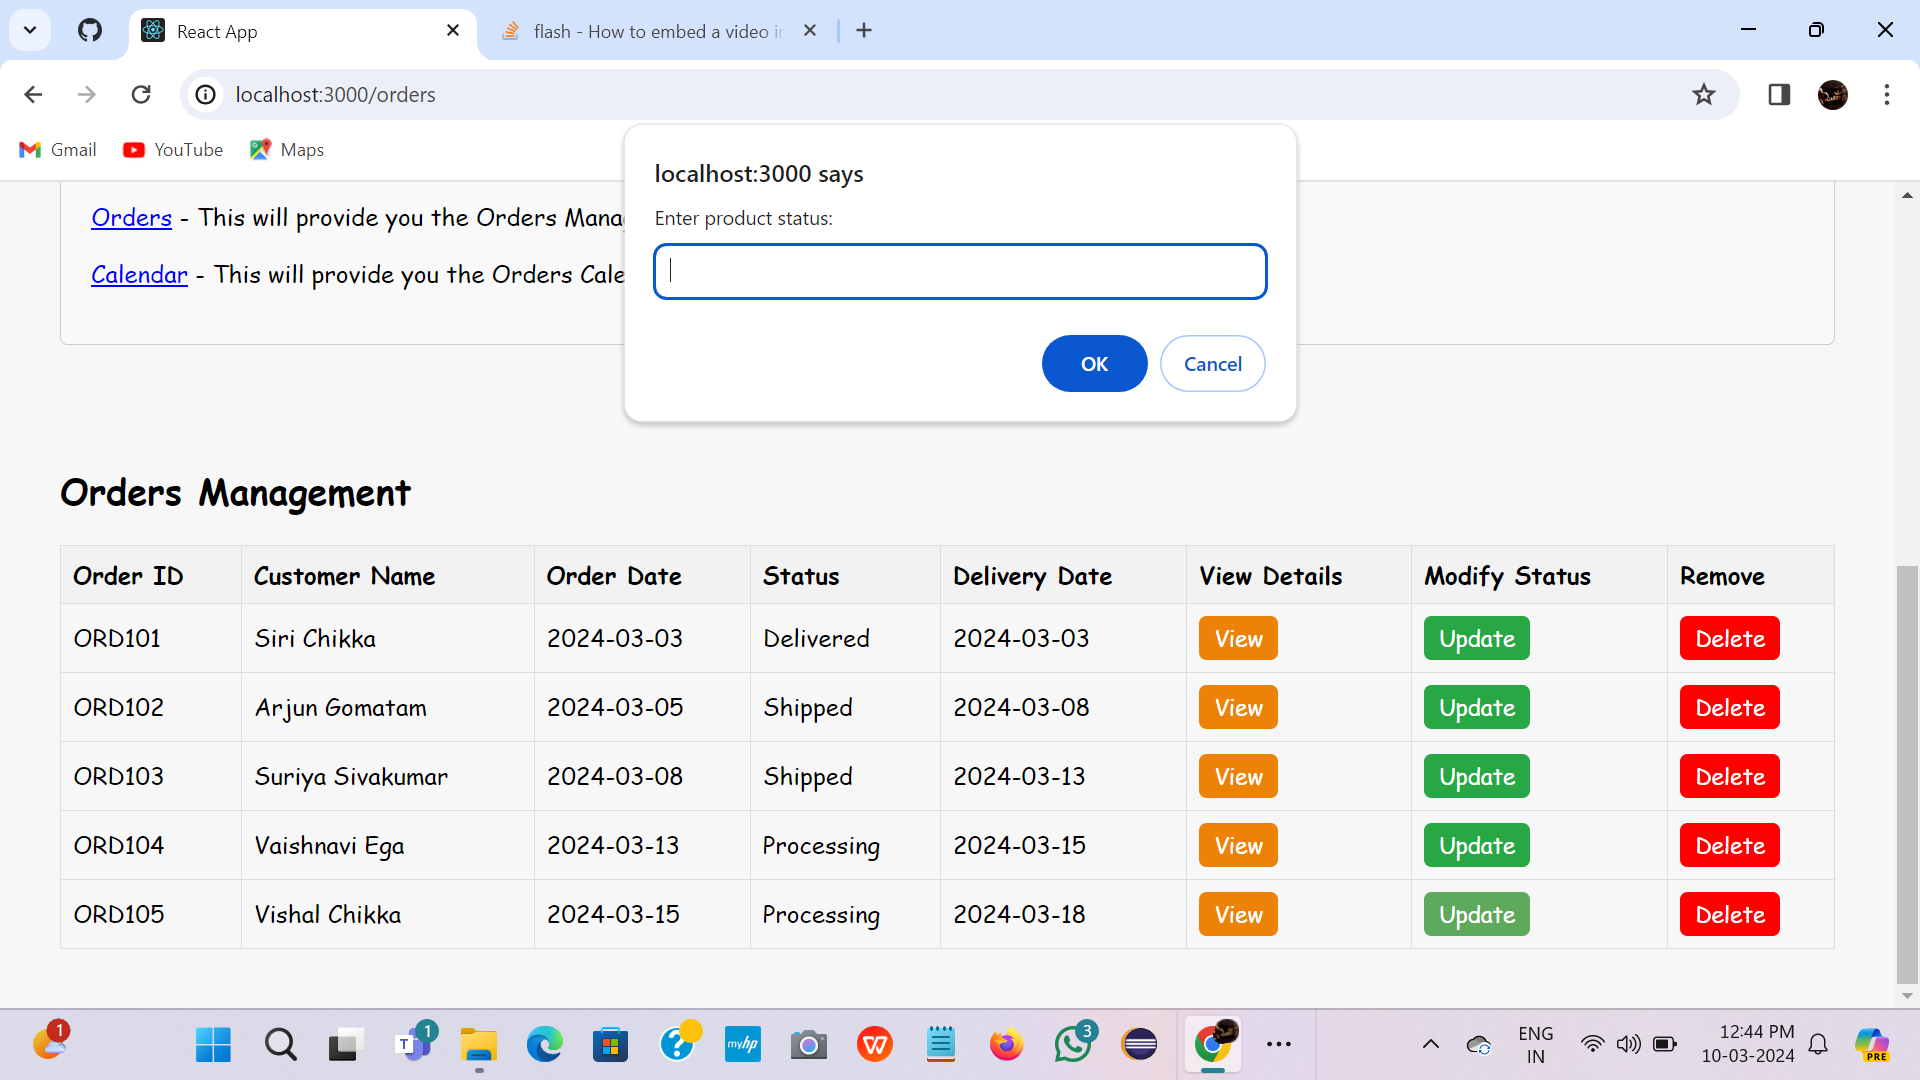 React App
flash - How to embed a video i
localhost:3000/orders
Gmail
YouTube
Maps
localhost:3000 says
Enter product status:
OK
Cancel
Orders - This will provide you the Orders Mana
Calendar - This will provide you the Orders Cale
Orders Management
Order ID Customer Name Order Date Status Delivery Date View Details Modify Status Remove
ORD101 Siri Chikka 2024-03-03 Delivered 2024-03-03 View Update Delete
ORD102 Arjun Gomatam 2024-03-05 Shipped 2024-03-08 View Update Delete
ORD103 Suriya Sivakumar 2024-03-08 Shipped 2024-03-13 View Update Delete
ORD104 Vaishnavi Ega 2024-03-13 Processing 2024-03-15 View Update Delete
ORD105 Vishal Chikka 2024-03-15 Processing 2024-03-18 View Update Delete
1
T
1
?
myhp
W
3
ENG
IN
12:44 PM
10-03-2024
PRE